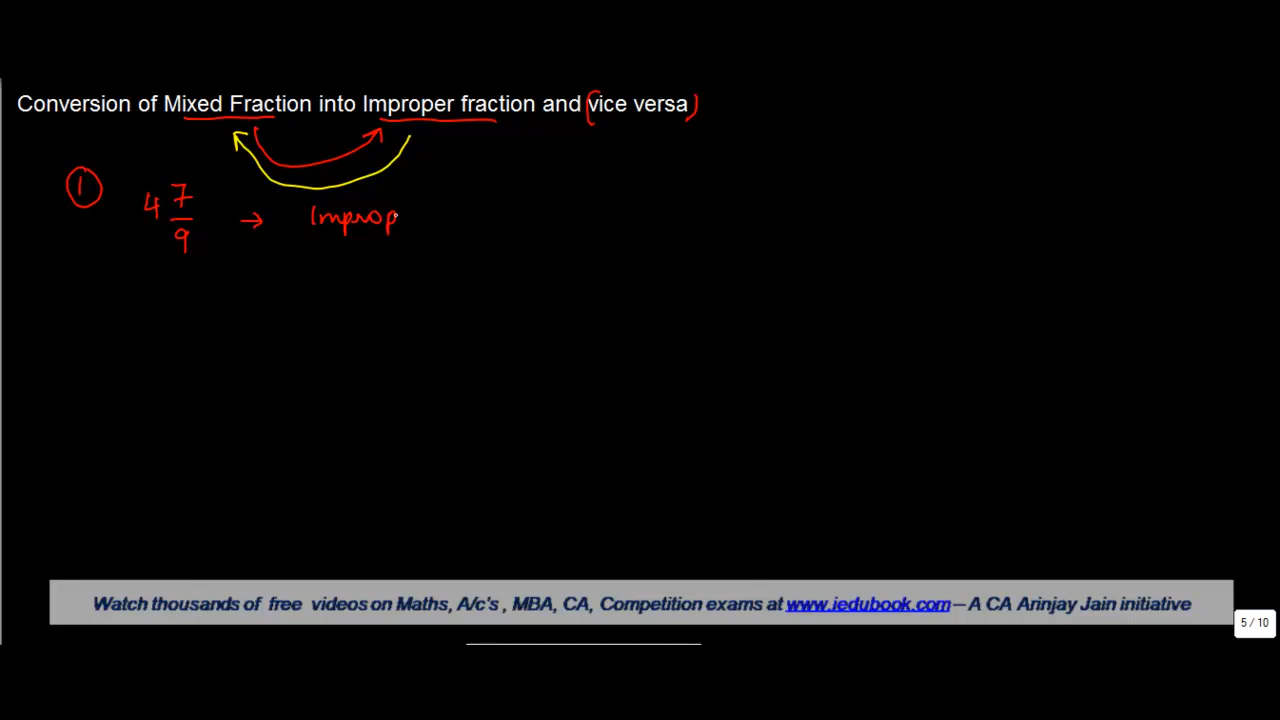 Conversion of Mixed Fraction into Improper fraction and (vice versa)
① 4 7/9 → Improp
Watch thousands of free videos on Maths, A/c's , MBA, CA, Competition exams at www.iedubook.com – A CA Arinjay Jain initiative
5 / 10